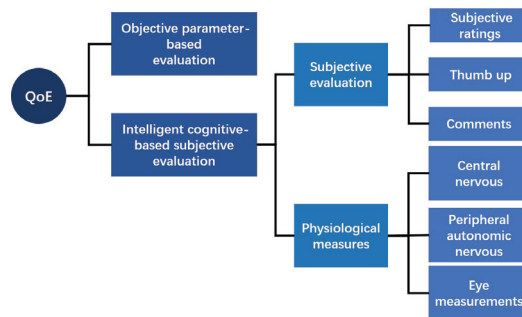 QoE
Objective parameter-
based
evaluation
Intelligent cognitive-
based subjective
evaluation
Subjective
evaluation
Physiological
measures
Subjective
ratings
Thumb up
Comments
Central
nervous
Peripheral
autonomic
nervous
Eye
measurements